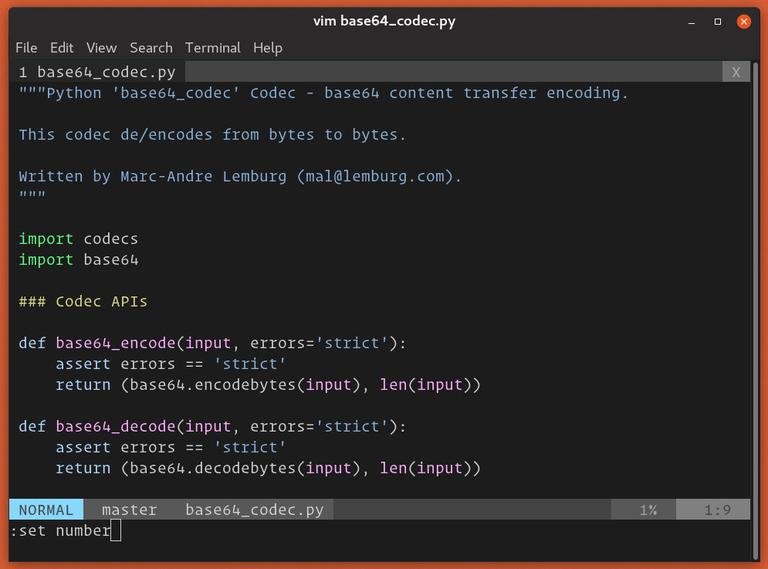 vim base64_codec.py
File Edit View Search Terminal Help
1 base64_codec.py X
"""Python 'base64_codec' Codec - base64 content transfer encoding.
This codec de/encodes from bytes to bytes.
Written by Marc-Andre Lemburg (mal@lemburg.com).
"""
import codecs
import base64
### Codec APIs
def base64_encode(input, errors='strict'):
    assert errors == 'strict'
    return (base64.encodebytes(input), len(input))
def base64_decode(input, errors='strict'):
    assert errors == 'strict'
    return (base64.decodebytes(input), len(input))
NORMAL master base64_codec.py 1% 1:9
:set number